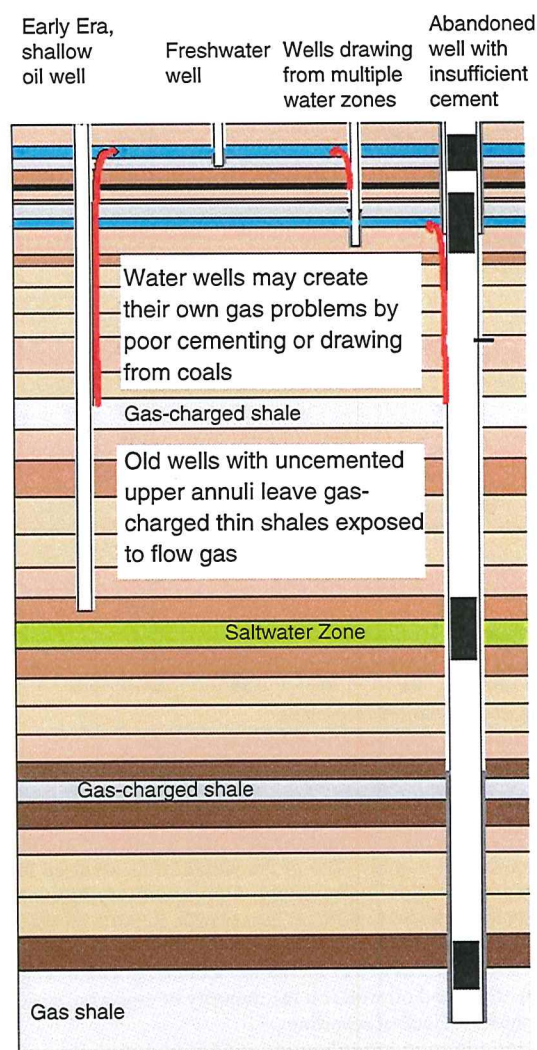 Early Era,
shallow
oil well
Freshwater
well
Wells drawing
from multiple
water zones
Abandoned
well with
insufficient
cement
Water wells may create
their own gas problems by
poor cementing or drawing
from coals
Gas-charged shale
Old wells with uncemented
upper annuli leave gas-
charged thin shales exposed
to flow gas
Saltwater Zone
Gas-charged shale
Gas shale